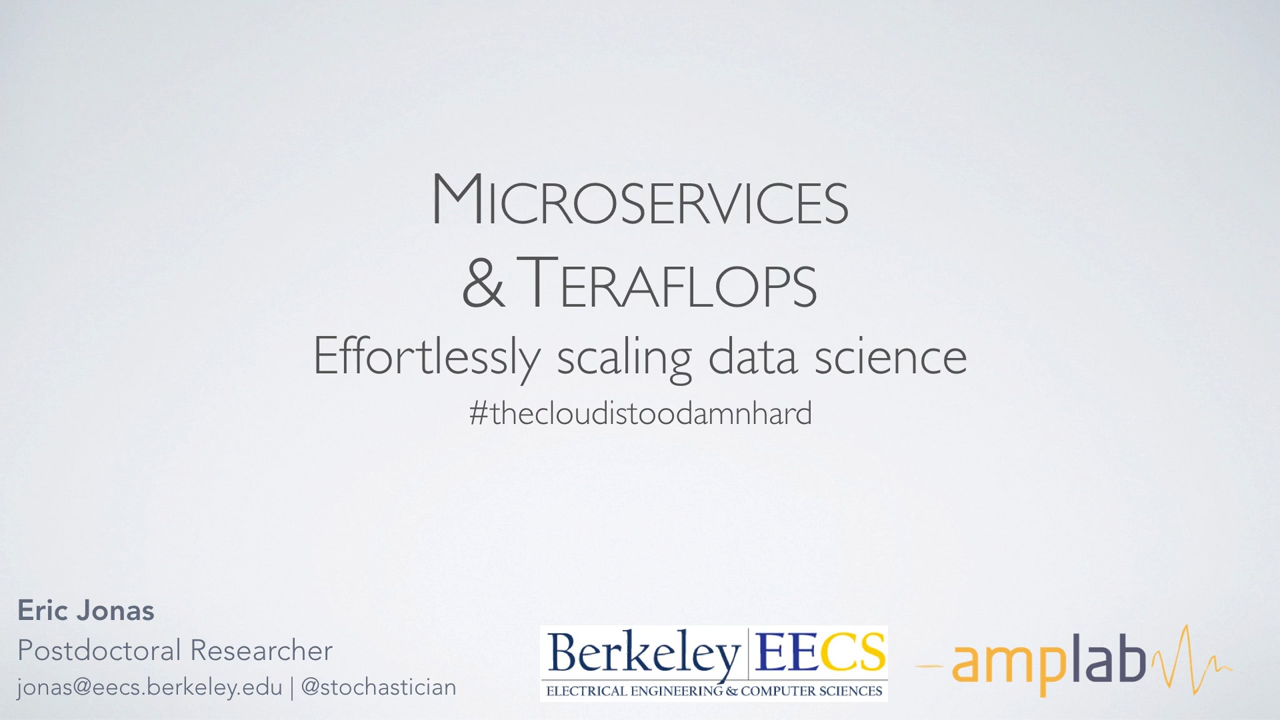 MICROSERVICES
& TERAFLOPS
Effortlessly scaling data science
#thecloudistoodamnhard
Eric Jonas
Postdoctoral Researcher
jonas@eecs.berkeley.edu | @stochastician
Berkeley EECS
ELECTRICAL ENGINEERING & COMPUTER SCIENCES
amplab